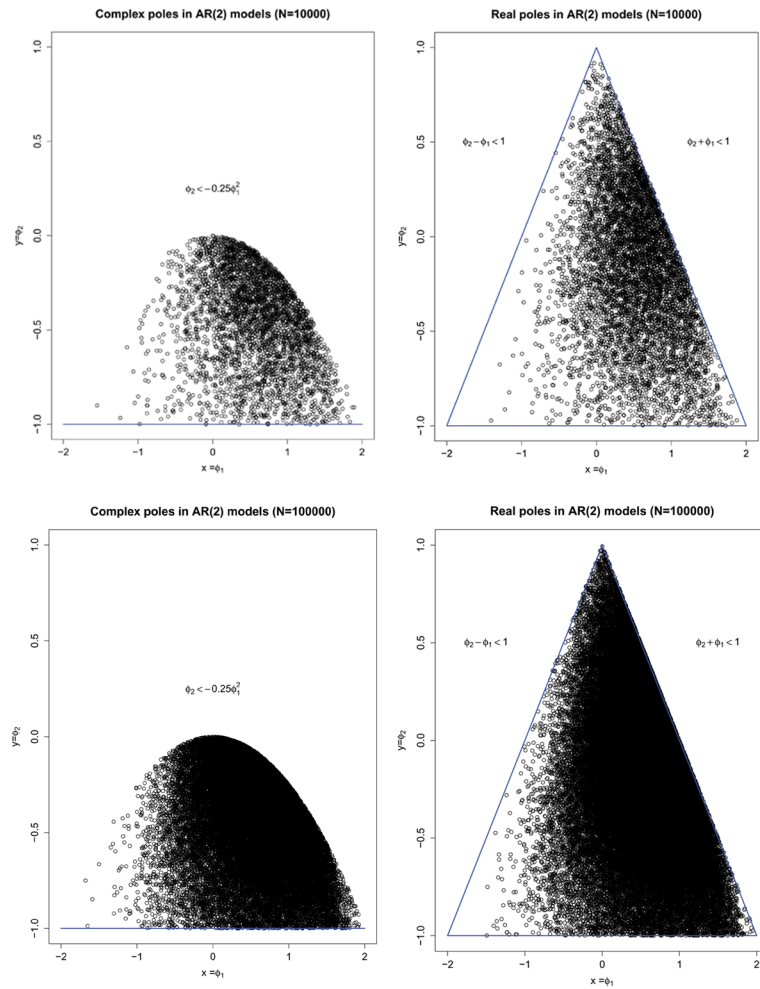 Complex poles in AR(2) models (N=10000)
1.0
0.5
0.0
−0.5
−1.0
y=ϕ₂
ϕ₂<−0.25ϕ₁²
−2 −1 0 1 2
x =ϕ₁
Real poles in AR(2) models (N=10000)
1.0
0.5
0.0
−0.5
−1.0
y=ϕ₂
ϕ₂−ϕ₁<1
ϕ₂+ϕ₁<1
−2 −1 0 1 2
x =ϕ₁
Complex poles in AR(2) models (N=100000)
1.0
0.5
0.0
−0.5
−1.0
y=ϕ₂
ϕ₂<−0.25ϕ₁²
−2 −1 0 1 2
x =ϕ₁
Real poles in AR(2) models (N=100000)
1.0
0.5
0.0
−0.5
−1.0
y=ϕ₂
ϕ₂−ϕ₁<1
ϕ₂+ϕ₁<1
−2 −1 0 1 2
x =ϕ₁